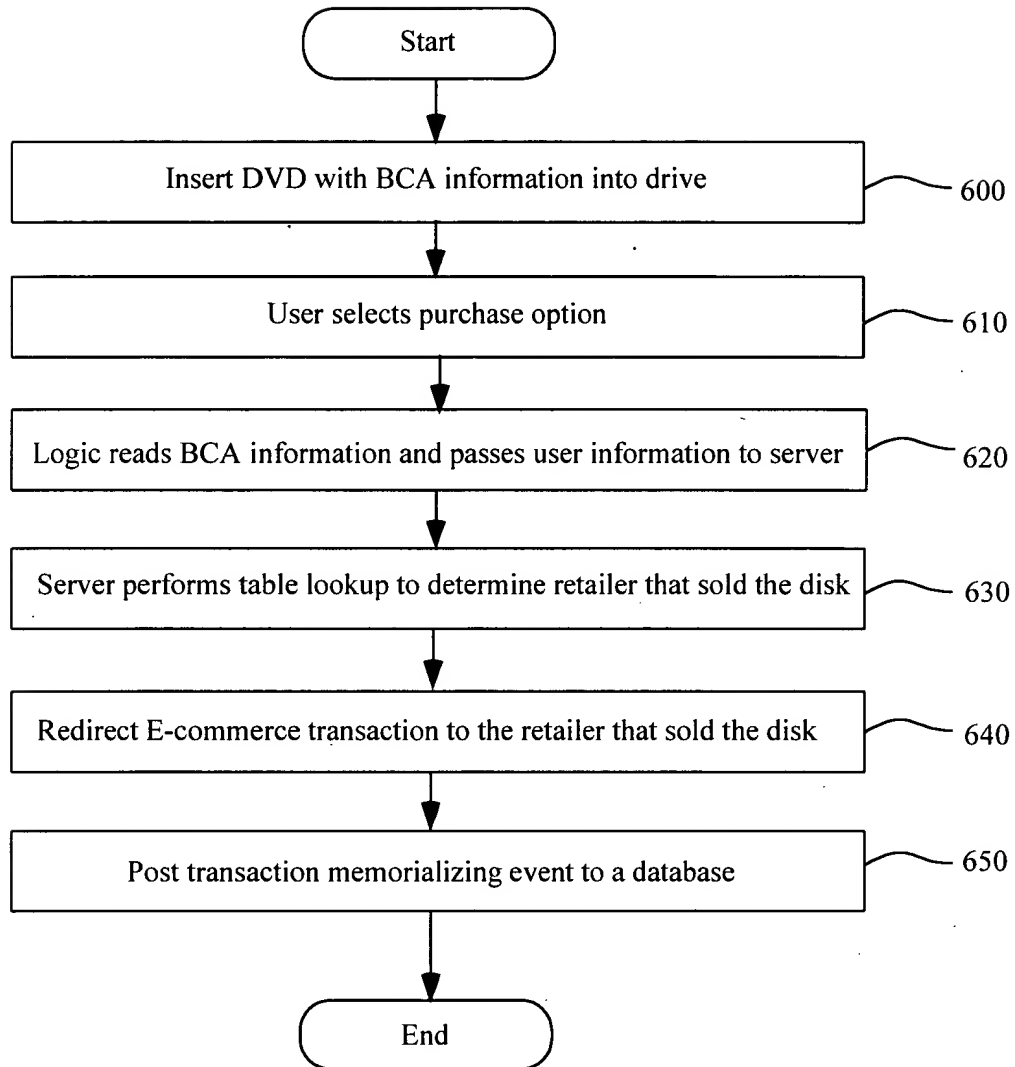 Start
Insert DVD with BCA information into drive
600
User selects purchase option
610
Logic reads BCA information and passes user information to server
620
Server performs table lookup to determine retailer that sold the disk
630
Redirect E-commerce transaction to the retailer that sold the disk
640
Post transaction memorializing event to a database
650
End